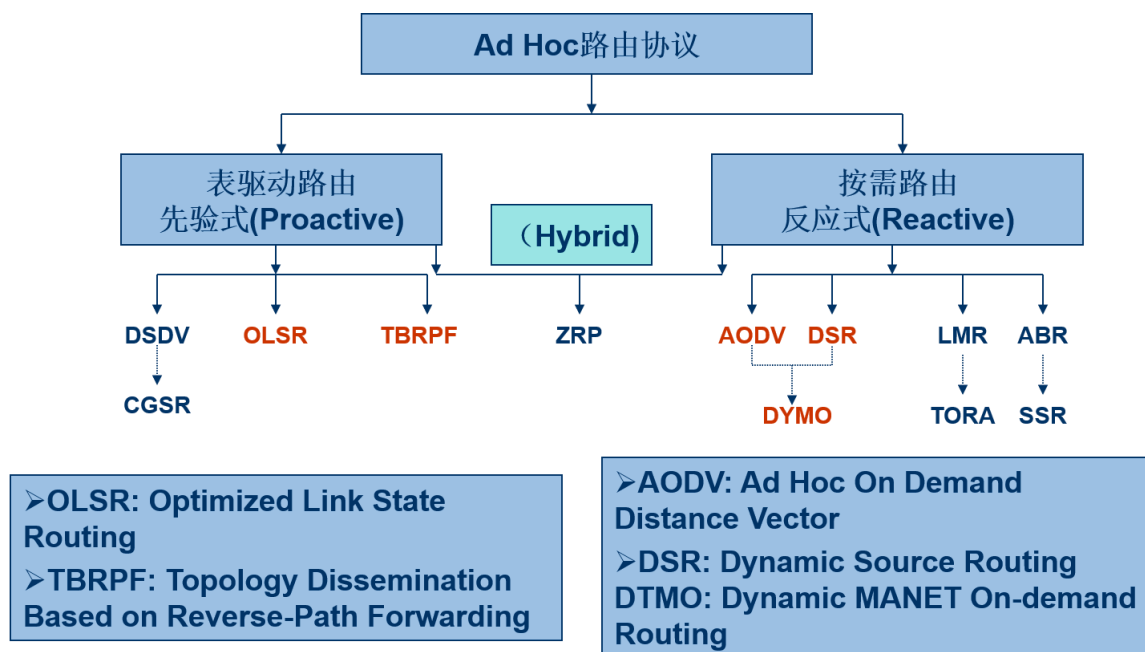 Ad Hoc路由协议
表驱动路由
先验式(Proactive)
（Hybrid)
按需路由
反应式(Reactive)
DSDV
OLSR
TBRPF
ZRP
AODV
DSR
LMR
ABR
CGSR
DYMO
TORA
SSR
➢OLSR: Optimized Link State
Routing
➢TBRPF: Topology Dissemination
Based on Reverse-Path Forwarding
➢AODV: Ad Hoc On Demand
Distance Vector
➢DSR: Dynamic Source Routing
DTMO: Dynamic MANET On-demand
Routing